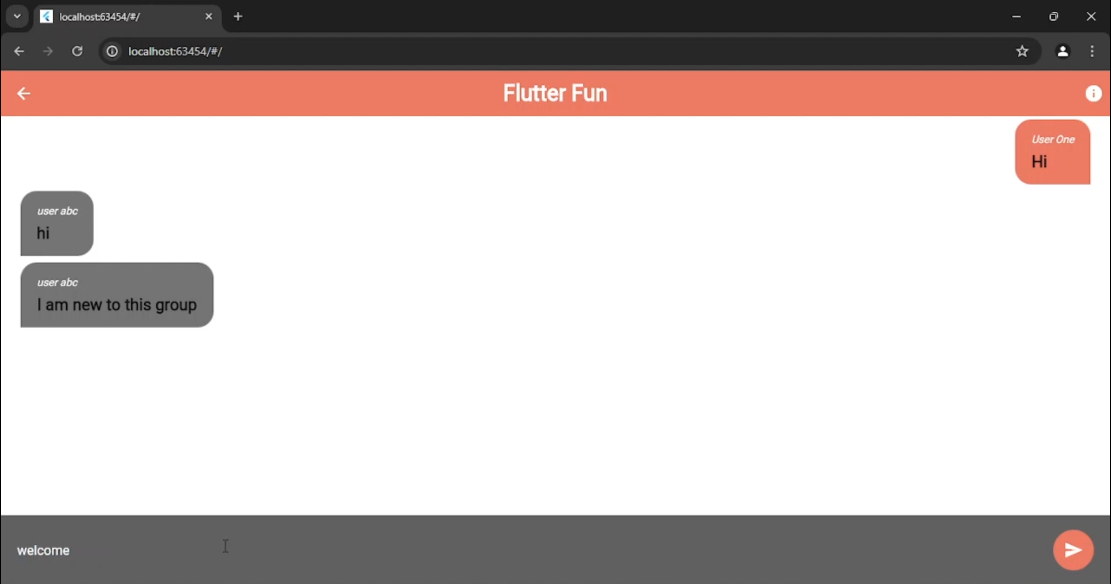 localhost:63454/#/
localhost:63454/#/
Flutter Fun
User One
Hi
user abc
hi
user abc
I am new to this group
welcome